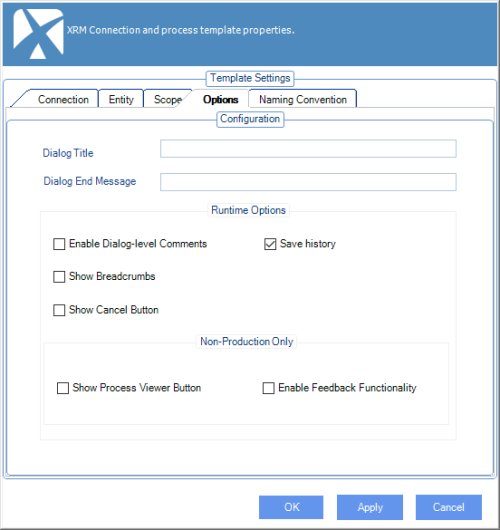 XRM Connection and process template properties.
Template Settings
Connection Entity Scope Options Naming Convention
Configuration
Dialog Title
Dialog End Message
Runtime Options
Enable Dialog-level Comments Save history
Show Breadcrumbs
Show Cancel Button
Non-Production Only
Show Process Viewer Button Enable Feedback Functionality
OK Apply Cancel